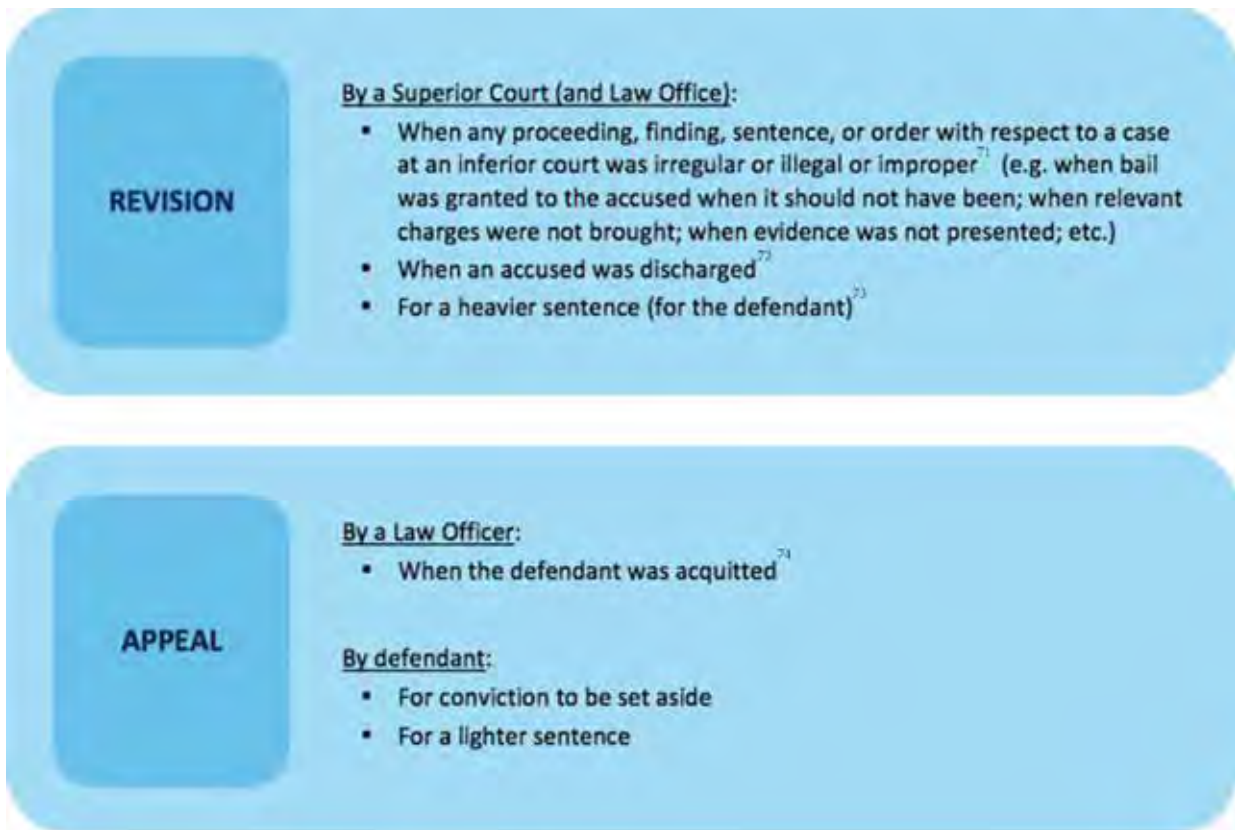 REVISION
By a Superior Court (and Law Office):
▪ When any proceeding, finding, sentence, or order with respect to a case
at an inferior court was irregular or illegal or improper71 (e.g. when bail
was granted to the accused when it should not have been; when relevant
charges were not brought; when evidence was not presented; etc.)
▪ When an accused was discharged72
▪ For a heavier sentence (for the defendant)73
APPEAL
By a Law Officer:
▪ When the defendant was acquitted74
By defendant:
▪ For conviction to be set aside
▪ For a lighter sentence